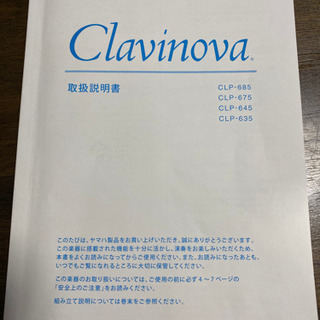 Clavinova®
取扱説明書
CLP-685
CLP-675
CLP-645
CLP-635
このたびは、ヤマハ製品をお買い上げいただき、誠にありがとうございます。
この楽器に搭載された機能を十分に活かし、演奏をお楽しみいただくため、
本書をよくお読みになってからご使用ください。また、お読みになったあとも、
いつでもご覧になれるところに大切に保管してください。
この楽器のお取り扱いについては、ご使用の前に必ず4~7ページの
「安全上のご注意」をお読みください。
組み立て説明については巻末をご参照ください。